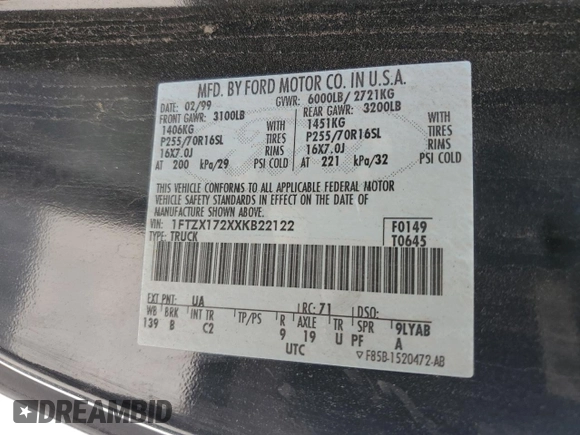 MFD. BY FORD MOTOR CO. IN U.S.A.
02/99 GVWR: 6000LB/ 2721KG
FRONT GAWR: 3100LB REAR GAWR: 3200LB
1406KG 1451KG
P255/70R16SL TIRES P255/70R16SL TIRES
16X7.0J RIMS 16X7.0J RIMS
AT 200 kPa/29 PSI COLD AT 221 kPa/32 PSI COLD
THIS VEHICLE CONFORMS TO ALL APPLICABLE FEDERAL MOTOR
VEHICLE SAFETY STANDARDS IN EFFECT ON THE DATE OF
MANUFACTURE SHOWN ABOVE.
VIN: 1FTZX172XXKB22122 F0149
TYPE: TRUCK T0645
EXT PNT: UA RC: 71 DSO:
WB BRK INT TR TP/PS R AXLE TR SPR 9LYAB
139 B C2 9 19 U PF A
UTC ▽ F85B-1520472-AB
DREAMBID